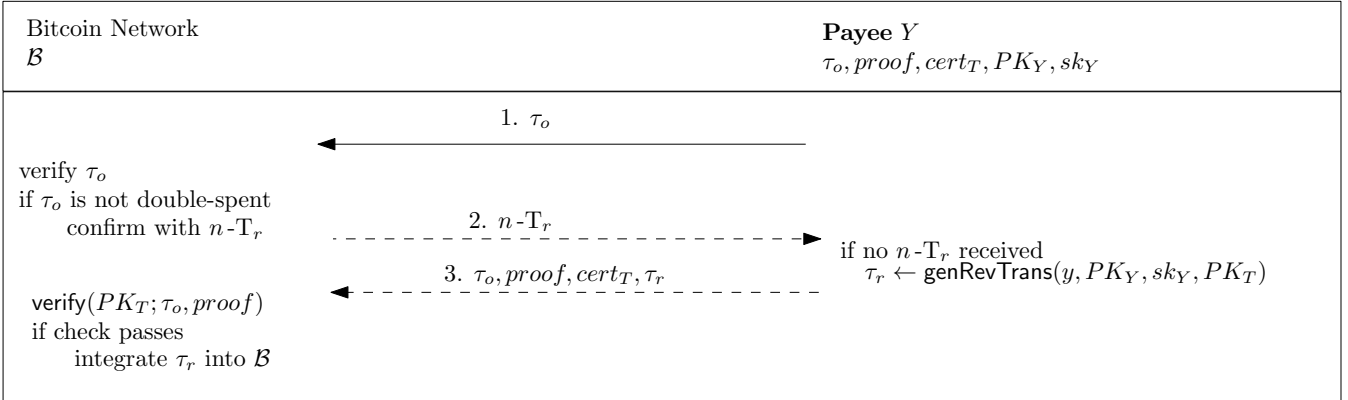 Bitcoin Network
ℬ
Payee Y
τ_o, proof, cert_T, PK_Y, sk_Y
1. τ_o
verify τ_o
if τ_o is not double-spent
confirm with n-T_r
2. n-T_r
if no n-T_r received
τ_r ← genRevTrans(y, PK_Y, sk_Y, PK_T)
3. τ_o, proof, cert_T, τ_r
verify(PK_T; τ_o, proof)
if check passes
integrate τ_r into ℬ